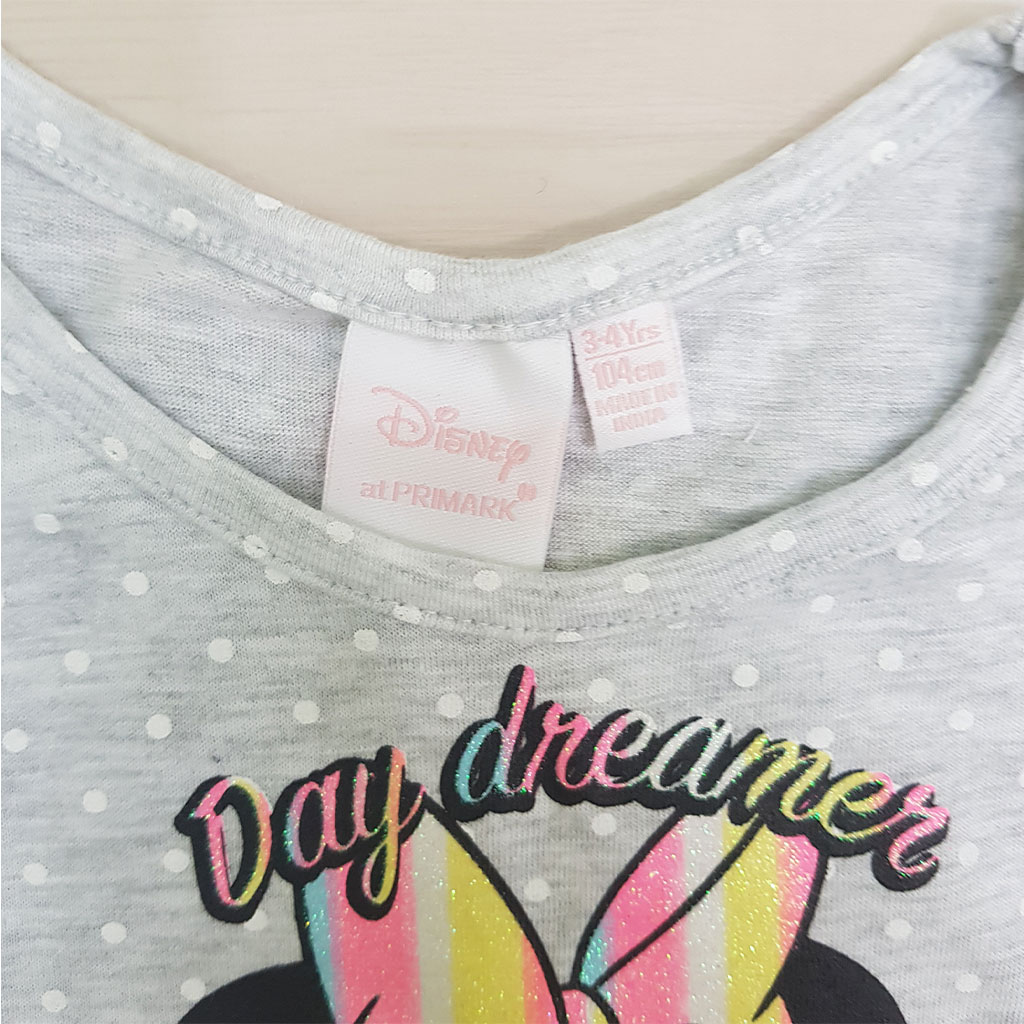 DISNEY
at PRIMARK
3-4Yrs
104cm
MADE IN
INDIA
Day dreamer